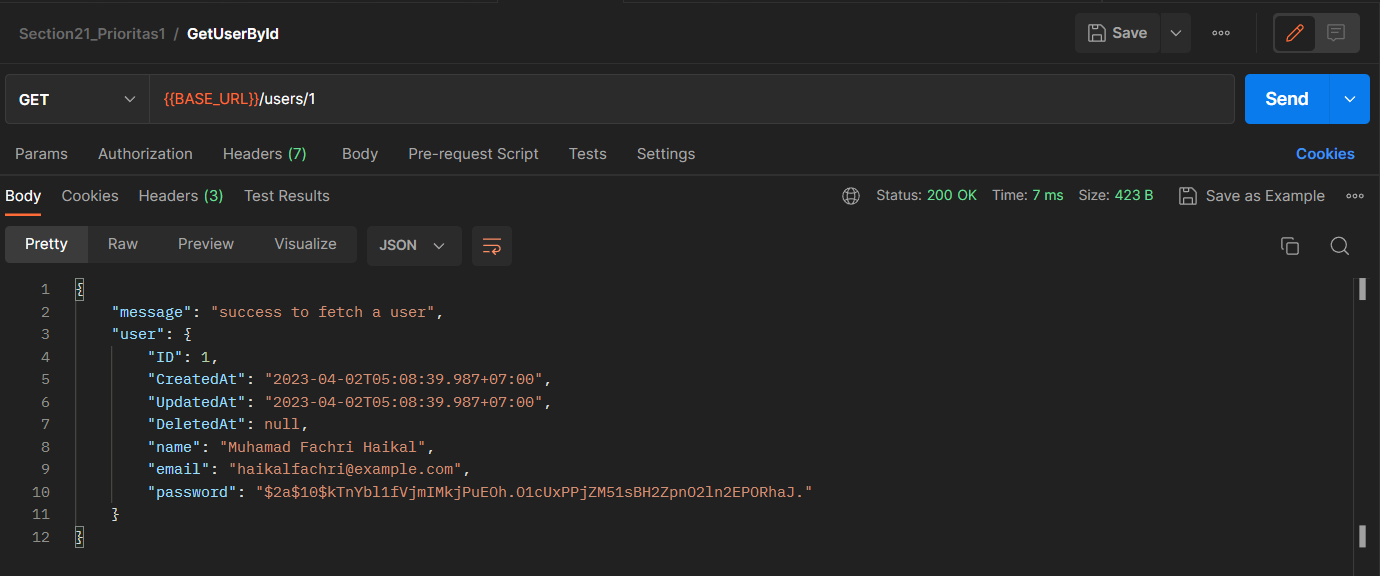 Section21_Prioritas1 / GetUserById Save
GET {{BASE_URL}}/users/1 Send
Params Authorization Headers (7) Body Pre-request Script Tests Settings Cookies
Body Cookies Headers (3) Test Results Status: 200 OK Time: 7 ms Size: 423 B Save as Example
Pretty Raw Preview Visualize JSON
1 {
2 "message": "success to fetch a user",
3 "user": {
4 "ID": 1,
5 "CreatedAt": "2023-04-02T05:08:39.987+07:00",
6 "UpdatedAt": "2023-04-02T05:08:39.987+07:00",
7 "DeletedAt": null,
8 "name": "Muhamad Fachri Haikal",
9 "email": "haikalfachri@example.com",
10 "password": "$2a$10$kTnYbl1fVjmIMkjPuEOh.O1cUxPPjZM51sBH2ZpnO2ln2EPORhaJ."
11 }
12 }